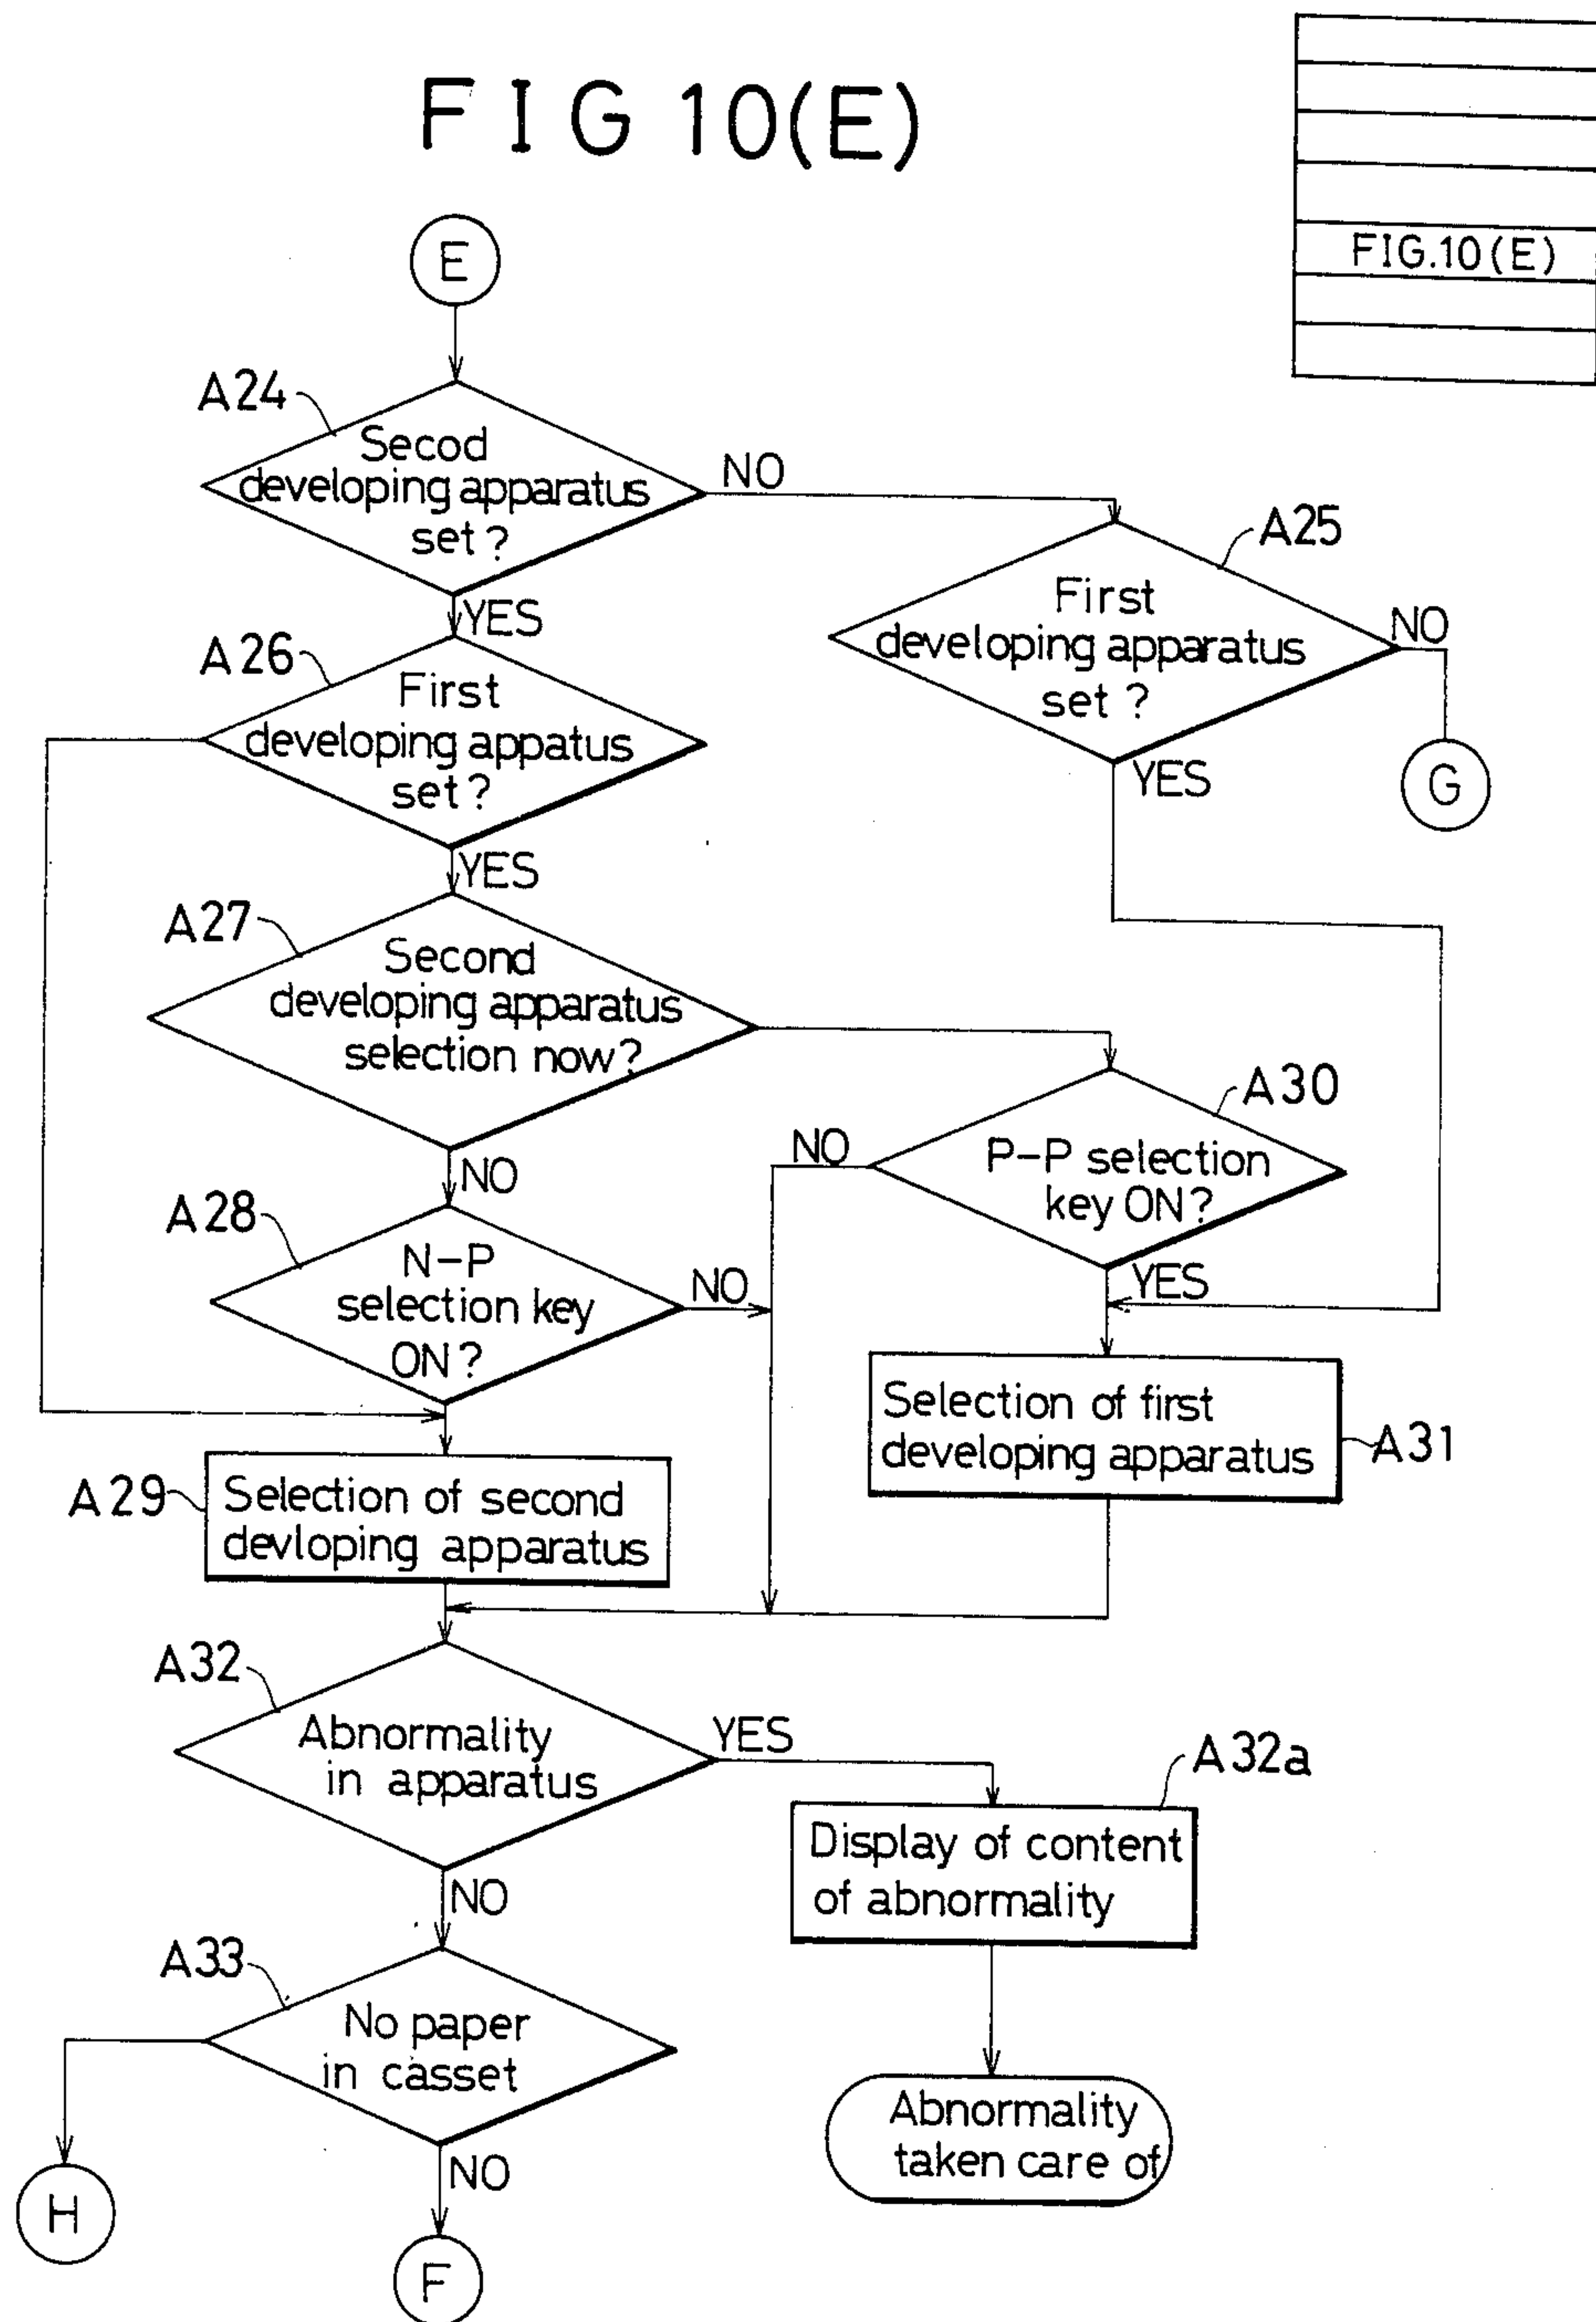 FIG 10(E)
FIG.10(E)
E
A24
Secod
developing apparatus
set?
NO
YES
A25
First
developing apparatus
set ?
NO
YES
G
A26
First
developing appatus
set?
YES
A27
Second
developing apparatus
selection now?
NO
A30
P-P selection
key ON?
NO
YES
A28
N-P
selection key
ON?
NO
Selection of first
developing apparatus
A31
A29
Selection of second
devloping apparatus
A32
Abnormality
in apparatus
YES
NO
A32a
Display of content
of abnormality
A33
No paper
in casset
NO
Abnormality
taken care of
H
F